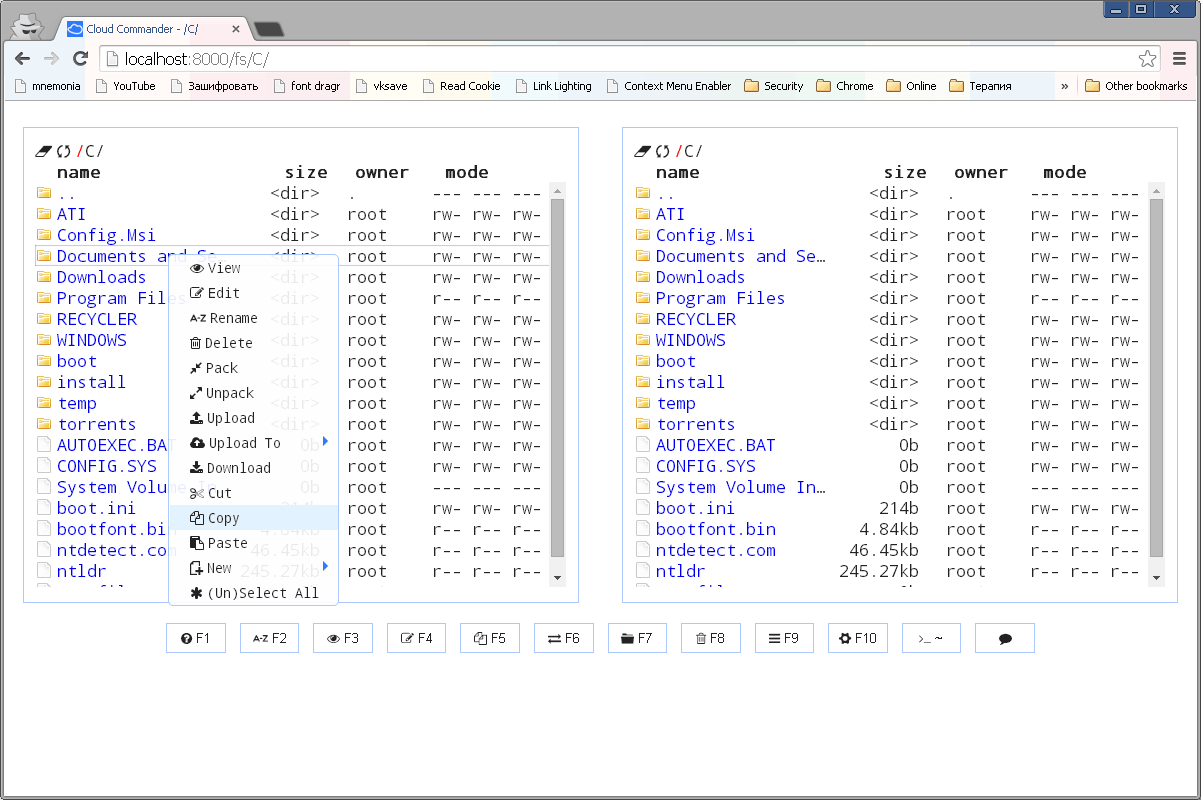 Cloud Commander - /C/
localhost:8000/fs/C/
mnemonia YouTube Зашифровать font dragr vksave Read Cookie Link Lighting Context Menu Enabler Security Chrome Online Терапия » Other bookmarks
/C/
name size owner mode
.. <dir> . --- --- ---
ATI <dir> root rw- rw- rw-
Config.Msi <dir> root rw- rw- rw-
Documents and Se… <dir> root rw- rw- rw-
Downloads <dir> root rw- rw- rw-
Program Files <dir> root r-- r-- r--
RECYCLER <dir> root rw- rw- rw-
WINDOWS <dir> root rw- rw- rw-
boot <dir> root rw- rw- rw-
install <dir> root rw- rw- rw-
temp <dir> root rw- rw- rw-
torrents <dir> root rw- rw- rw-
AUTOEXEC.BAT 0b root rw- rw- rw-
CONFIG.SYS 0b root rw- rw- rw-
System Volume In 0b root --- --- ---
boot.ini 214b root rw- rw- rw-
bootfont.bin 4.84kb root r-- r-- r--
ntdetect.com 46.45kb root r-- r-- r--
ntldr 245.27kb root r-- r-- r--
View
Edit
A-Z Rename
Delete
Pack
Unpack
Upload
Upload To
Download
Cut
Copy
Paste
New
(Un)Select All
/C/
name size owner mode
.. <dir> . --- --- ---
ATI <dir> root rw- rw- rw-
Config.Msi <dir> root rw- rw- rw-
Documents and Se… <dir> root rw- rw- rw-
Downloads <dir> root rw- rw- rw-
Program Files <dir> root r-- r-- r--
RECYCLER <dir> root rw- rw- rw-
WINDOWS <dir> root rw- rw- rw-
boot <dir> root rw- rw- rw-
install <dir> root rw- rw- rw-
temp <dir> root rw- rw- rw-
torrents <dir> root rw- rw- rw-
AUTOEXEC.BAT 0b root rw- rw- rw-
CONFIG.SYS 0b root rw- rw- rw-
System Volume In… 0b root --- --- ---
boot.ini 214b root rw- rw- rw-
bootfont.bin 4.84kb root r-- r-- r--
ntdetect.com 46.45kb root r-- r-- r--
ntldr 245.27kb root r-- r-- r--
F1 A-Z F2 F3 F4 F5 F6 F7 F8 F9 F10 >_ ~